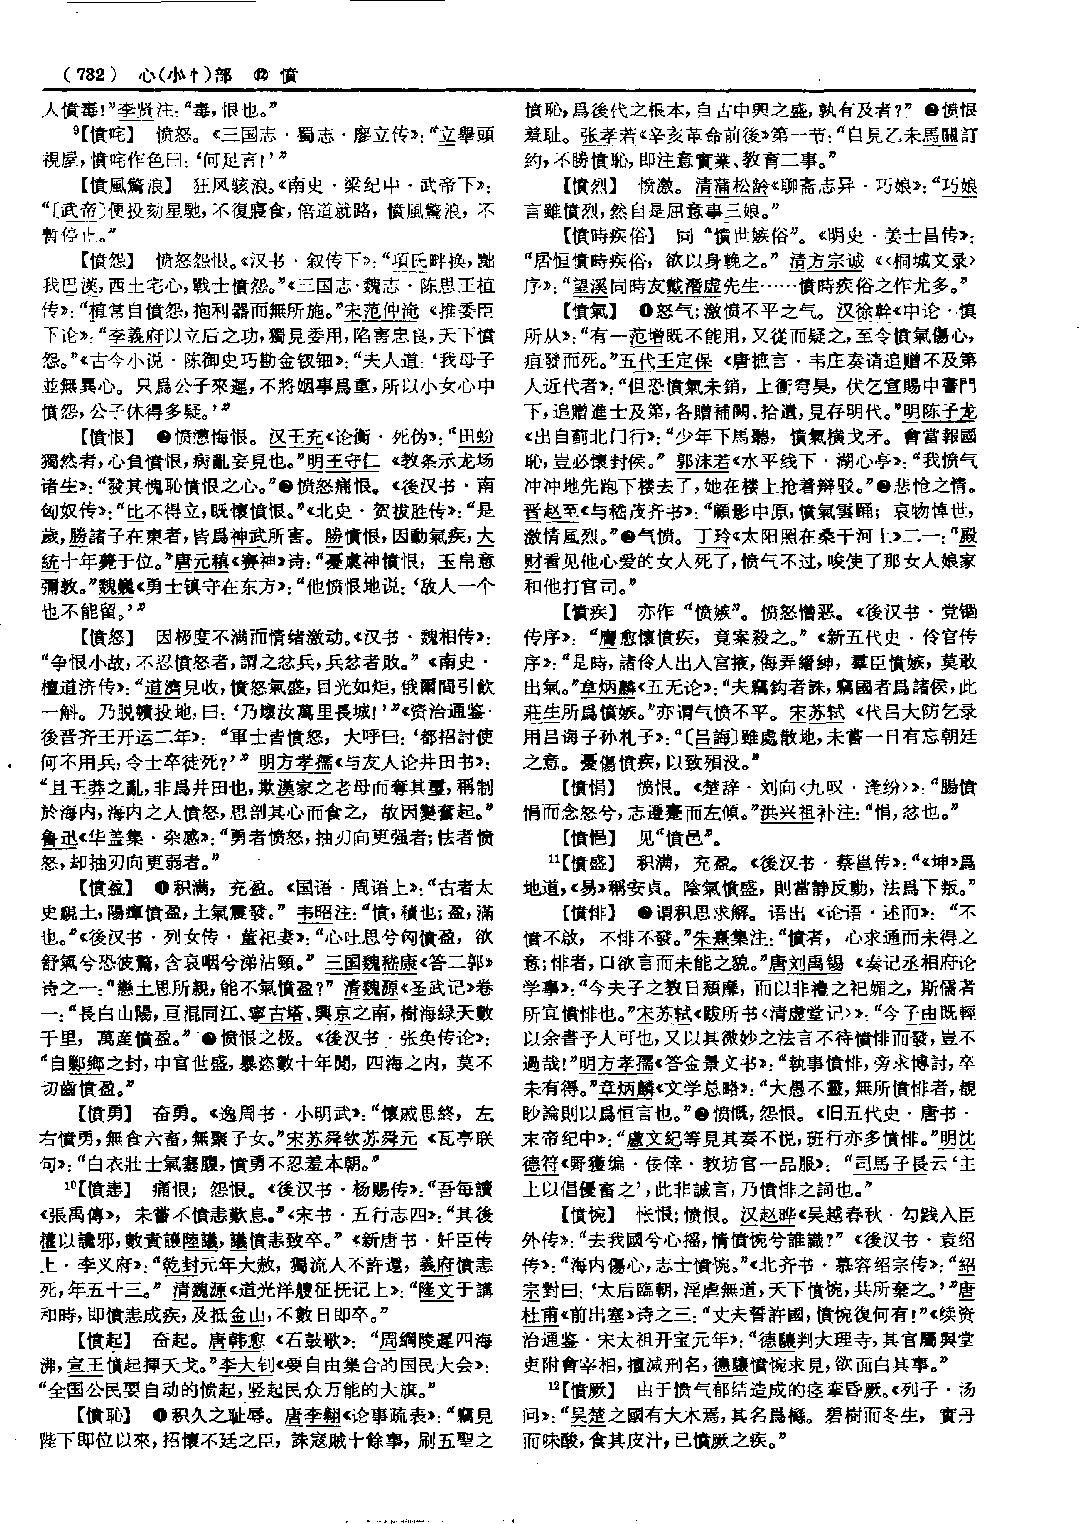 (732) 心(小忄)部 ⑫ 憤
人憤毒!”李贤注:“毒,恨也。”
9【憤咤】 愤怒。《三国志·蜀志·廖立传》:“立舉頭
視屋,憤咤作色曰:‘何足言!’”
【憤風驚浪】 狂风骇浪。《南史·梁纪中·武帝下》:
“〔武帝〕便投刻星馳,不復寢食,倍道就路,憤風驚浪,不
暫停止。”
【憤怨】 愤怒怨恨。《汉书·叙传下》:“項氏畔换,黜
我巴漢,西土宅心,戰士憤怨。”《三国志·魏志·陈思王植
传》:“植常自憤怨,抱利器而無所施。”宋范仲淹《推委臣
下论》:“李義府以立后之功,獨見委用,陷害忠良,天下憤
怨。”《古今小说·陈御史巧勘金钗钿》:“夫人道:‘我母子
並無異心。只爲公子來遲,不將姻事爲重,所以小女心中
憤怨,公子休得多疑。’”
【憤恨】 ❶愤懑悔恨。汉王充《论衡·死伪》:“田蚡
獨然者,心負憤恨,病亂妄見也。”明王守仁《教条示龙场
诸生》:“發其愧恥憤恨之心。”❷愤怒痛恨。《後汉书·南
匈奴传》:“比不得立,既懷憤恨。”《北史·贺拔胜传》:“是
歲,勝諸子在東者,皆爲神武所害。勝憤恨,因動氣疾,大
統十年薨于位。”唐元稹《赛神》诗:“憂虞神憤恨,玉帛意
彌敦。”魏巍《勇士镇守在东方》:“他愤恨地说:‘敌人一个
也不能留。’”
【憤怒】 因极度不满而情绪激动。《汉书·魏相传》:
“争恨小故,不忍憤怒者,謂之忿兵,兵忿者敗。”《南史·
檀道济传》:“道濟見收,憤怒氣盛,目光如炬,俄爾間引飲
一斛。乃脱幘投地,曰:‘乃壞汝萬里長城!’”《资治通鉴·
後晋齐王开运二年》:“軍士皆憤怒,大呼曰:‘都招討使
何不用兵,令士卒徒死?’”明方孝孺《与友人论井田书》:
“且王莽之亂,非爲井田也,欺漢家之老母而奪其璽,稱制
於海内,海内之人憤怒,思剖其心而食之,故因變奮起。”
鲁迅《华盖集·杂感》:“勇者愤怒,抽刃向更强者;怯者愤
怒,却抽刃向更弱者。”
【憤盈】 ❶积满,充盈。《国语·周语上》:“古者太
史覛土,陽癉憤盈,土氣震發。”韦昭注:“憤,積也;盈,滿
也。”《後汉书·列女传·董祀妻》:“心吐思兮匈憤盈,欲
舒氣兮恐彼驚,含哀咽兮涕沾頸。”三国魏嵇康《答二郭》
诗之一:“戀土思所親,能不氣憤盈?”清魏源《圣武记》卷
一:“長白山陽,亘混同江、寧古塔、興京之南,樹海绿天數
千里,萬産憤盈。”❷愤恨之极。《後汉书·张奂传论》:
“自鄛鄉之封,中官世盛,暴恣數十年間,四海之内,莫不
切齒憤盈。”
【憤勇】 奋勇。《逸周书·小明武》:“懷戚思終,左
右憤勇,無食六畜,無聚子女。”宋苏舜钦苏舜元《瓦亭联
句》:“白衣壯士氣塞腹,憤勇不忍羞本朝。”
10【憤恚】 痛恨;怨恨。《後汉书·杨赐传》:“吾每讀
《張禹傳》,未嘗不憤恚歎息。”《宋书·五行志四》:“其後
權以讒邪,數責讓陸議,議憤恚致卒。”《新唐书·奸臣传
上·李义府》:“乾封元年大赦,獨流人不許還,義府憤恚
死,年五十三。”清魏源《道光洋艘征抚记上》:“隆文于講
和時,即憤恚成疾,及抵金山,不數日即卒。”
【憤起】 奋起。唐韩愈《石鼓歌》:“周綱陵遲四海
沸,宣王憤起揮天戈。”李大钊《要自由集合的国民大会》:
“全国公民要自动的愤起,竖起民众万能的大旗。”
【憤恥】 ❶积久之耻辱。唐李翱《论事疏表》:“竊見
陛下即位以來,招懷不廷之臣,誅寇賊十餘事,刷五聖之
憤恥,爲後代之根本,自古中興之盛,孰有及者?”❷愤恨
羞耻。张孝若《辛亥革命前後》第一节:“自見乙未馬關訂
約,不勝憤恥,即注意實業、教育二事。”
【憤烈】 愤激。清蒲松龄《聊斋志异·巧娘》:“巧娘
言雖憤烈,然自是屈意事三娘。”
【憤時疾俗】 同“憤世嫉俗”。《明史·姜士昌传》:
“居恒憤時疾俗,欲以身輓之。”清方宗诚《〈桐城文录〉
序》:“望溪同時友戴潛虚先生……憤時疾俗之作尤多。”
【憤氣】 ❶怒气;激愤不平之气。汉徐幹《中论·慎
所从》:“有一范增既不能用,又從而疑之,至令憤氣傷心,
疽發而死。”五代王定保《唐摭言·韦庄奏请追赠不及第
人近代者》:“但恐憤氣未銷,上衝穹昊,伏乞宣賜中書門
下,追贈進士及第,各贈補闕、拾遺,見存明代。”明陈子龙
《出自蓟北门行》:“少年下馬聽,憤氣横戈矛。會當報國
恥,豈必懷封侯。”郭沫若《水平线下·湖心亭》:“我愤气
冲冲地先跑下楼去了,她在楼上抢着辩驳。”❷悲怆之情。
晋赵至《与嵇茂齐书》:“顧影中原,憤氣雲踊;哀物悼世,
激情風烈。”❸气愤。丁玲《太阳照在桑干河上》二一:“殿
财看见他心爱的女人死了,愤气不过,唆使了那女人娘家
和他打官司。”
【憤疾】 亦作“愤嫉”。愤怒憎恶。《後汉书·党锢
传序》:“膺愈懷憤疾,竟案殺之。”《新五代史·伶官传
序》:“是時,諸伶人出入宫掖,侮弄縉紳,羣臣憤嫉,莫敢
出氣。”章炳麟《五无论》:“夫竊鈎者誅,竊國者爲諸侯,此
莊生所爲憤嫉。”亦谓气愤不平。宋苏轼《代吕大防乞录
用吕诲子孙札子》:“〔吕誨〕雖處散地,未嘗一日有忘朝廷
之意。憂傷憤疾,以致殞没。”
【憤悁】 愤恨。《楚辞·刘向〈九叹·逢纷〉》:“腸憤
悁而念怒兮,志遷蹇而左傾。”洪兴祖补注:“悁,忿也。”
【憤悒】 见“憤邑”。
11【憤盛】 积满,充盈。《後汉书·蔡邕传》:“《坤》爲
地道,《易》稱安貞。陰氣憤盛,則當静反動,法爲下叛。”
【憤悱】 ❶谓积思求解。语出《论语·述而》:“不
憤不啟,不悱不發。”朱熹集注:“憤者,心求通而未得之
意;悱者,口欲言而未能之貌。”唐刘禹锡《奏记丞相府论
学事》:“今夫子之教日頹靡,而以非禮之祀媚之,斯儒者
所宜憤悱也。”宋苏轼《跋所书〈清虚堂记〉》:“今子由既輕
以余書予人可也,又以其微妙之法言不待憤悱而發,豈不
過哉!”明方孝孺《答金景文书》:“執事憤悱,旁求博討,卒
未有得。”章炳麟《文学总略》:“大愚不靈,無所憤悱者,覩
眇論則以爲恒言也。”❷愤慨,怨恨。《旧五代史·唐书·
末帝纪中》:“盧文紀等見其奏不悦,班行亦多憤悱。”明沈
德符《野獲编·佞倖·教坊官一品服》:“司馬子長云‘主
上以倡優畜之’,此非誠言,乃憤悱之詞也。”
【憤惋】 怅恨;愤恨。汉赵晔《吴越春秋·勾践入臣
外传》:“去我國兮心摇,情憤惋兮誰識?”《後汉书·袁绍
传》:“海内傷心,志士憤惋。”《北齐书·慕容绍宗传》:“紹
宗對曰:‘太后臨朝,淫虐無道,天下憤惋,共所棄之。’”唐
杜甫《前出塞》诗之三:“丈夫誓許國,憤惋復何有!”《续资
治通鉴·宋太祖开宝元年》:“德驤判大理寺,其官屬與堂
吏附會宰相,擅減刑名,德驤憤惋求見,欲面白其事。”
12【憤厥】 由于愤气郁结造成的痉挛昏厥。《列子·汤
问》:“吴楚之國有大木焉,其名爲櫾。碧樹而冬生,實丹
而味酸,食其皮汁,已憤厥之疾。”